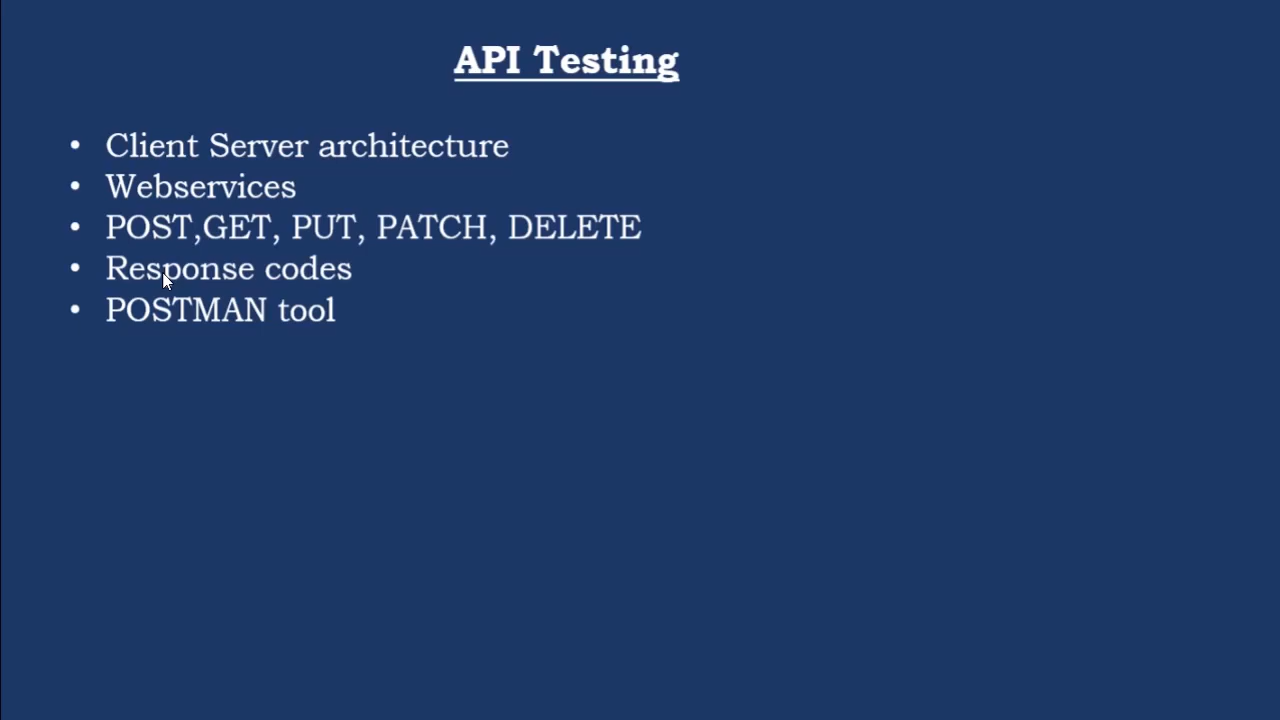 API Testing
• Client Server architecture
• Webservices
• POST,GET, PUT, PATCH, DELETE
• Response codes
• POSTMAN tool